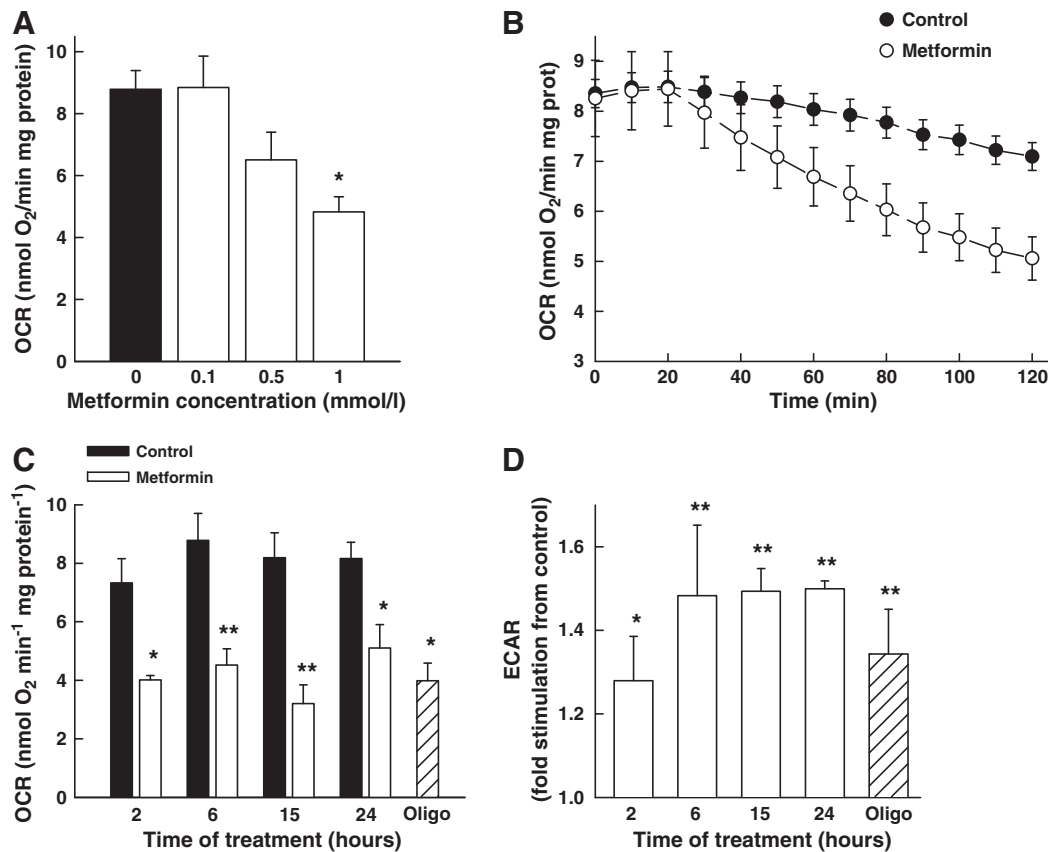 A
OCR (nmol O2/min mg protein)
10
8
6
4
2
0
*
0 0.1 0.5 1
Metformin concentration (mmol/l)
B
Control
Metformin
OCR (nmol O2/min mg prot)
9
8
7
6
5
4
3
0 20 40 60 80 100 120
Time (min)
C
Control
Metformin
OCR (nmol O2 min-1 mg protein-1)
10
8
6
4
2
0
* ** ** * *
2 6 15 24 Oligo
Time of treatment (hours)
D
ECAR
(fold stimulation from control)
1.6
1.4
1.2
1.0
* ** ** ** **
2 6 15 24 Oligo
Time of treatment (hours)